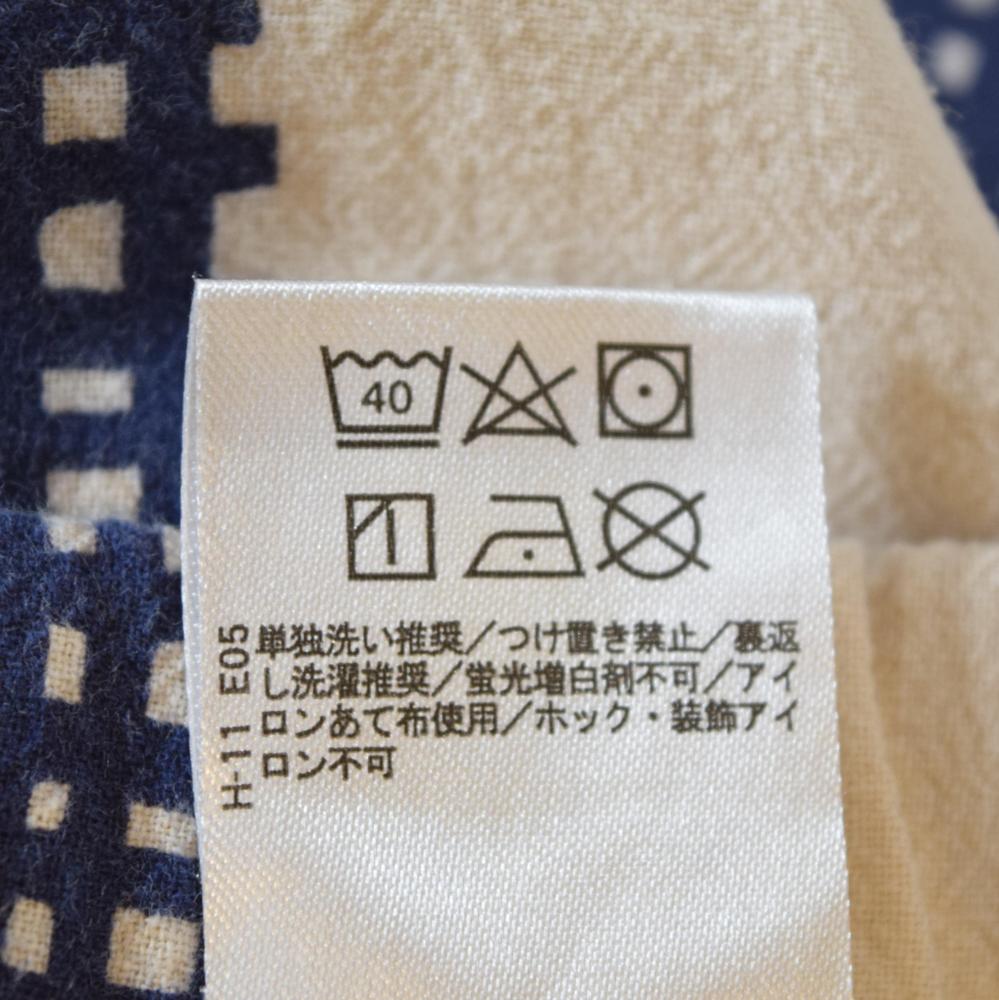 40
単独洗い推奨／つけ置き禁止／裏返
し洗濯推奨／蛍光増白剤不可／アイ
ロンあて布使用／ホック・装飾アイ
ロン不可
H-11 E05